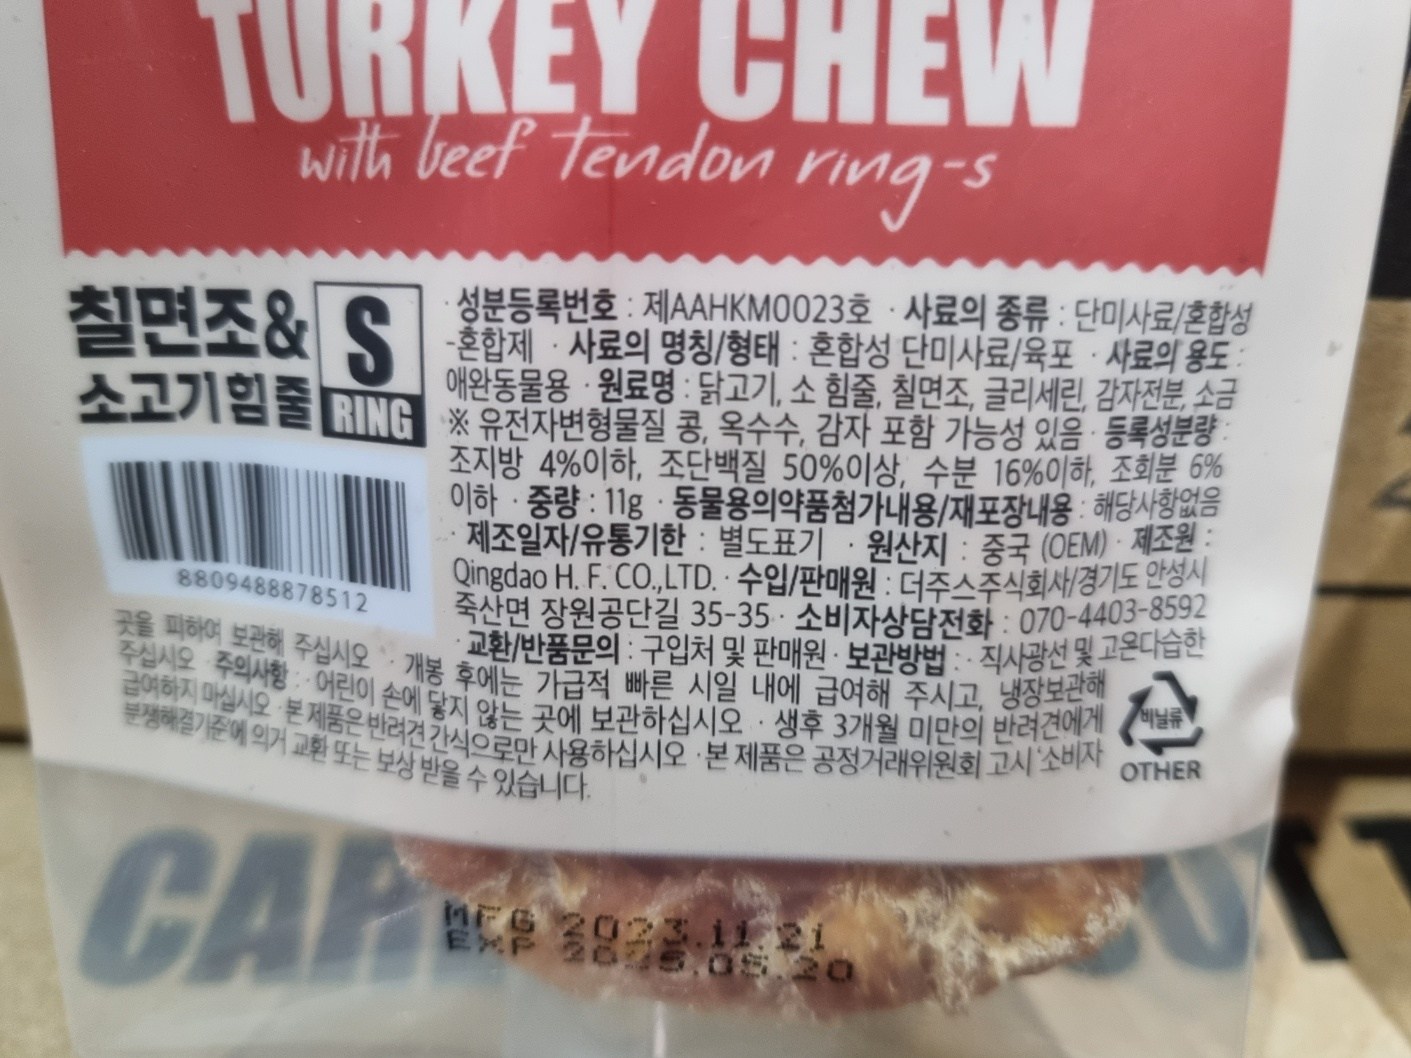 TURKEY CHEW
with beef tendon ring-s
칠면조&
소고기힘줄
S
RING
· 성분등록번호 : 제AAHKM0023호 · 사료의 종류 : 단미사료/혼합성
-혼합제 · 사료의 명칭/형태 : 혼합성 단미사료/육포 · 사료의 용도 :
애완동물용 · 원료명 : 닭고기, 소 힘줄, 칠면조, 글리세린, 감자전분, 소금
※ 유전자변형물질 콩, 옥수수, 감자 포함 가능성 있음 · 등록성분량 :
조지방 4%이하, 조단백질 50%이상, 수분 16%이하, 조회분 6%
이하 · 중량 : 11g · 동물용의약품첨가내용/재포장내용 : 해당사항없음
· 제조일자/유통기한 : 별도표기 · 원산지 : 중국 (OEM) · 제조원 :
Qingdao H. F. CO.,LTD. · 수입/판매원 : 더주스주식회사/경기도 안성시
죽산면 장원공단길 35-35 · 소비자상담전화 : 070-4403-8592
· 교환/반품문의 : 구입처 및 판매원 · 보관방법 : · 직사광선 및 고온다습한
8809488878512
곳을 피하여 보관해 주십시오 · 개봉 후에는 가급적 빠른 시일 내에 급여해 주시고, 냉장보관해
주십시오 · 주의사항 : · 어린이 손에 닿지 않는 곳에 보관하십시오 · 생후 3개월 미만의 반려견에게
급여하지 마십시오 · 본 제품은 반려견 간식으로만 사용하십시오 · 본 제품은 공정거래위원회 고시 '소비자
분쟁해결기준'에 의거 교환 또는 보상 받을 수 있습니다.
비닐류
OTHER
MFG 2023.11.21
EXP 2025.05.20